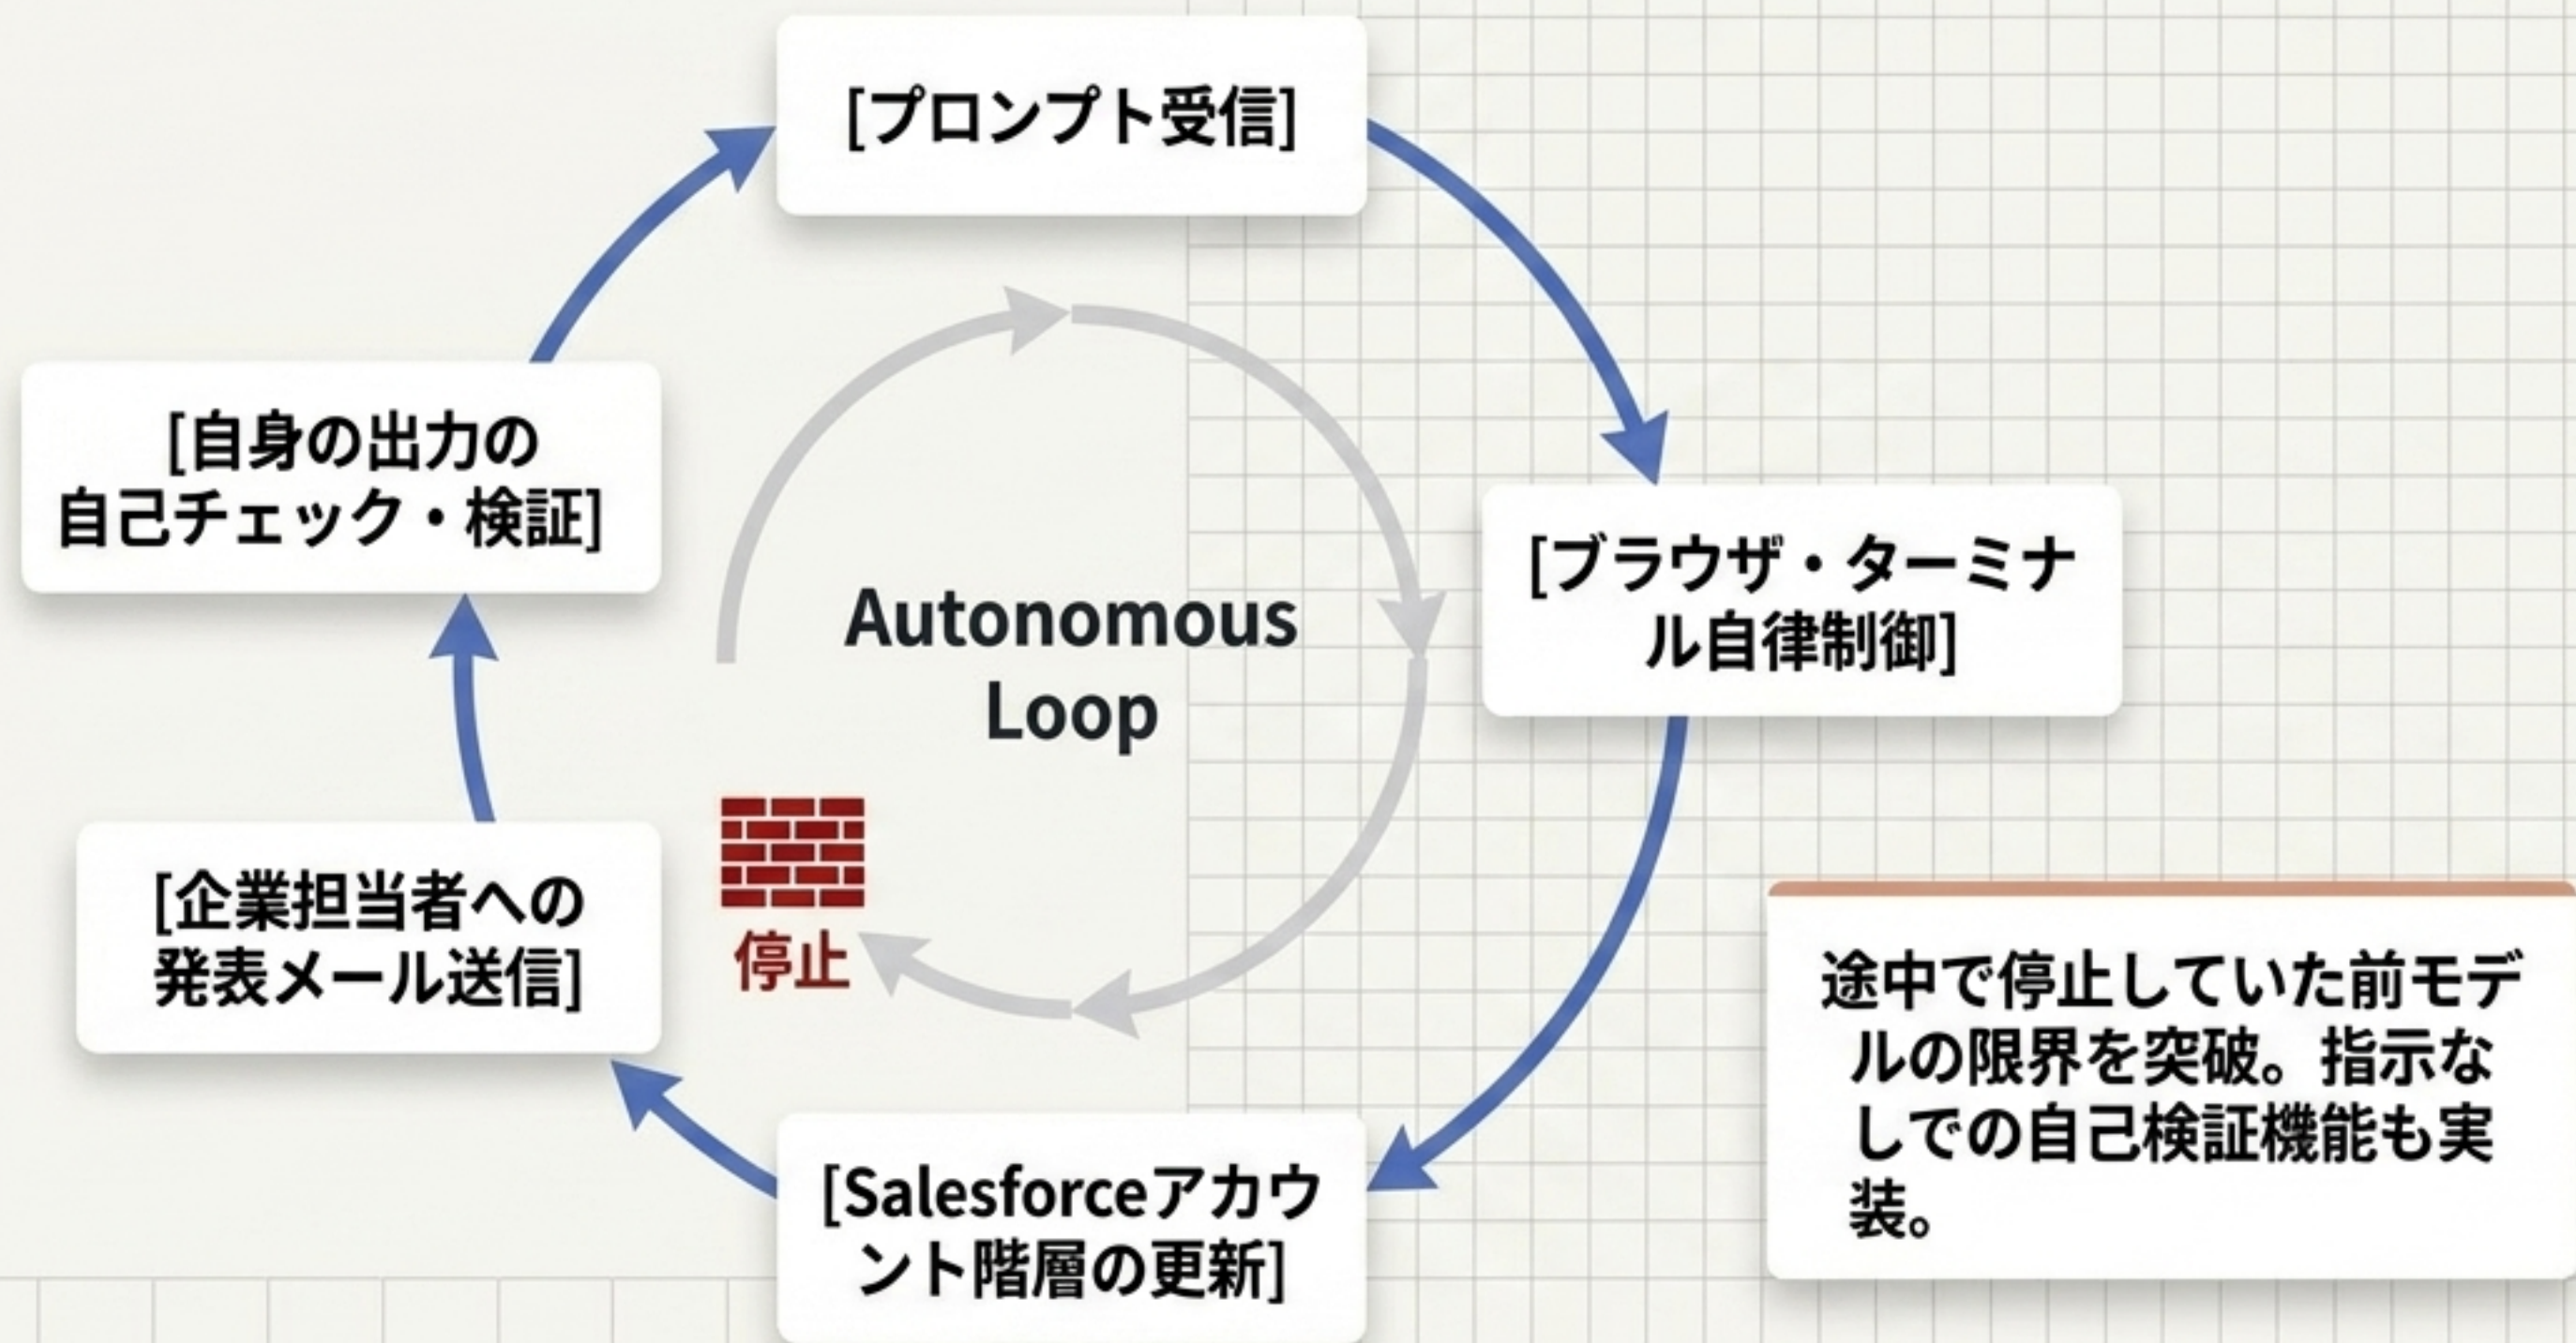 [プロンプト受信]
[自身の出力の
自己チェック・検証]
[ブラウザ・ターミナ
ル自律制御]
Autonomous
Loop
停止
[企業担当者への
発表メール送信]
[Salesforceアカウ
ント階層の更新]
途中で停止していた前モデ
ルの限界を突破。指示な
しでの自己検証機能も実
装。